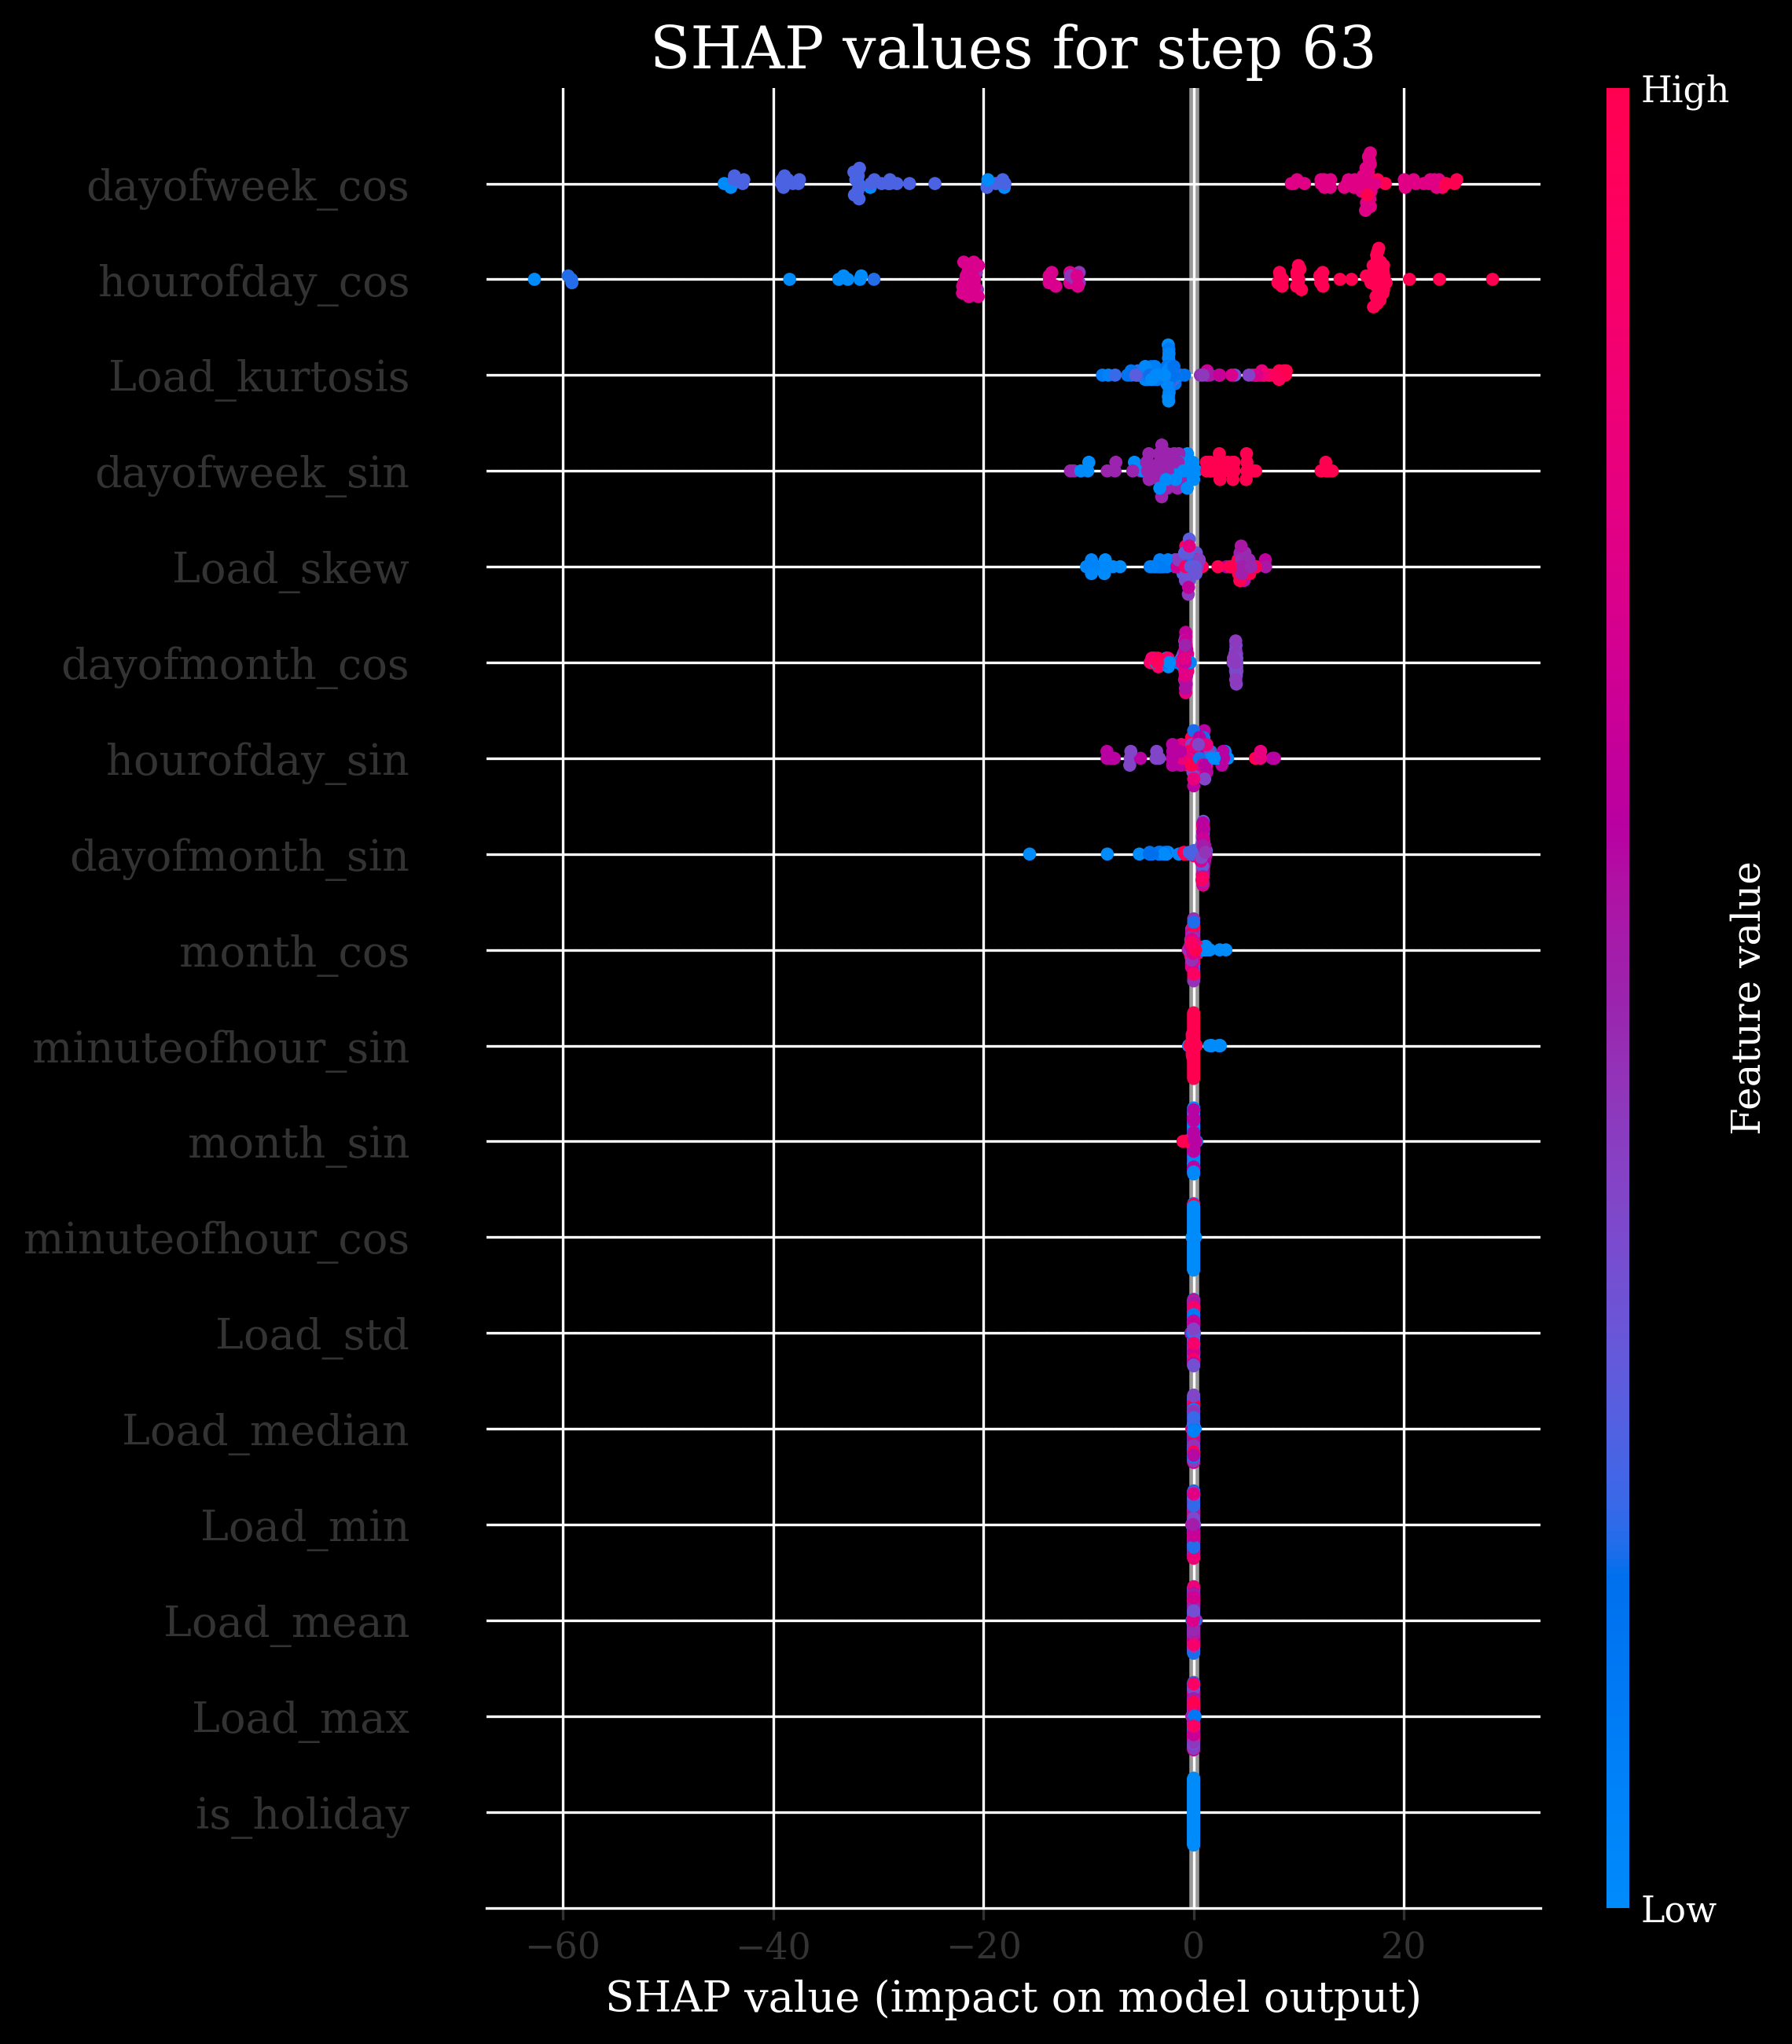 SHAP values for step 63
High
dayofweek_cos
hourofday_cos
Load_kurtosis
dayofweek_sin
Load_skew
dayofmonth_cos
hourofday_sin
dayofmonth_sin
month_cos
minuteofhour_sin
month_sin
minuteofhour_cos
Load_std
Load_median
Load_min
Load_mean
Load_max
is_holiday
Feature value
Low
−60 −40 −20 0 20
SHAP value (impact on model output)